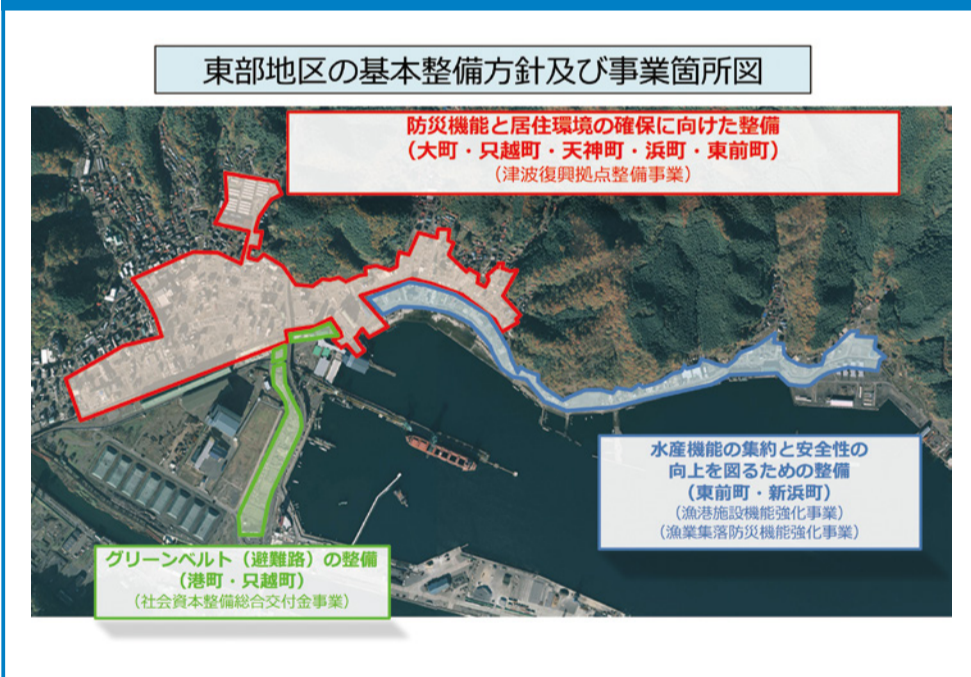 東部地区の基本整備方針及び事業箇所図
防災機能と居住環境の確保に向けた整備
（大町・只越町・天神町・浜町・東前町）
（津波復興拠点整備事業）
水産機能の集約と安全性の
向上を図るための整備
（東前町・新浜町）
（漁港施設機能強化事業）
（漁業集落防災機能強化事業）
グリーンベルト（避難路）の整備
（港町・只越町）
（社会資本整備総合交付金事業）